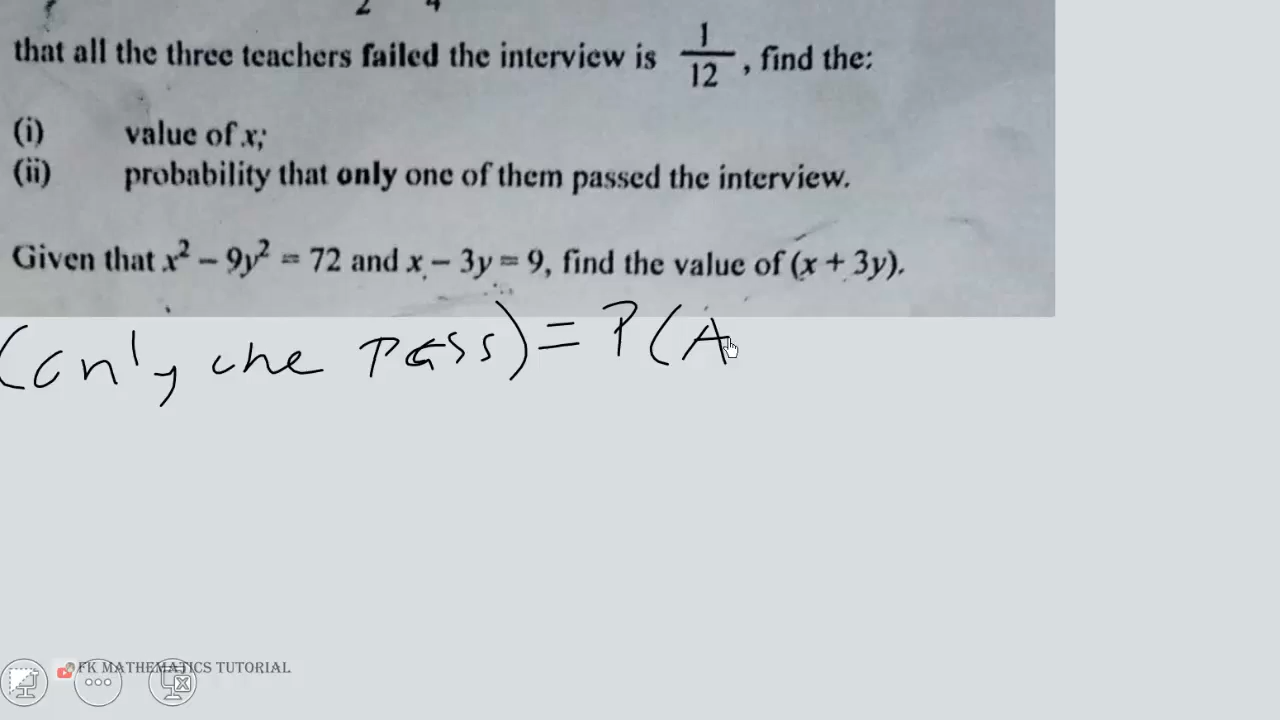 2 4
that all the three teachers failed the interview is 1/12, find the:
(i) value of x;
(ii) probability that only one of them passed the interview.
Given that x² – 9y² = 72 and x – 3y = 9, find the value of (x + 3y).
(only one pass) = P(A
FK MATHEMATICS TUTORIAL